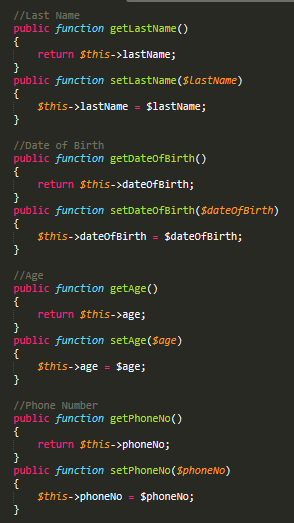 //Last Name
public function getLastName()
{
    return $this->lastName;
}
public function setLastName($lastName)
{
    $this->lastName = $lastName;
}

//Date of Birth
public function getDateOfBirth()
{
    return $this->dateOfBirth;
}
public function setDateOfBirth($dateOfBirth)
{
    $this->dateOfBirth = $dateOfBirth;
}

//Age
public function getAge()
{
    return $this->age;
}
public function setAge($age)
{
    $this->age = $age;
}

//Phone Number
public function getPhoneNo()
{
    return $this->phoneNo;
}
public function setPhoneNo($phoneNo)
{
    $this->phoneNo = $phoneNo;
}